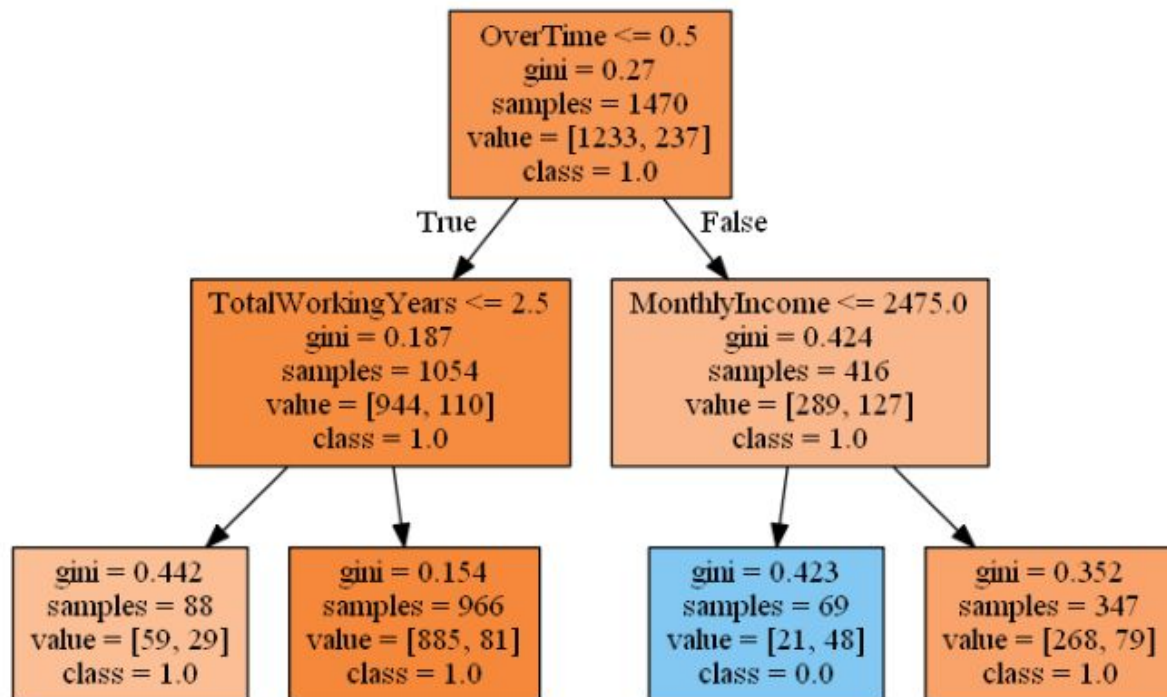 OverTime <= 0.5
gini = 0.27
samples = 1470
value = [1233, 237]
class = 1.0
True
False
TotalWorkingYears <= 2.5
gini = 0.187
samples = 1054
value = [944, 110]
class = 1.0
MonthlyIncome <= 2475.0
gini = 0.424
samples = 416
value = [289, 127]
class = 1.0
gini = 0.442
samples = 88
value = [59, 29]
class = 1.0
gini = 0.154
samples = 966
value = [885, 81]
class = 1.0
gini = 0.423
samples = 69
value = [21, 48]
class = 0.0
gini = 0.352
samples = 347
value = [268, 79]
class = 1.0